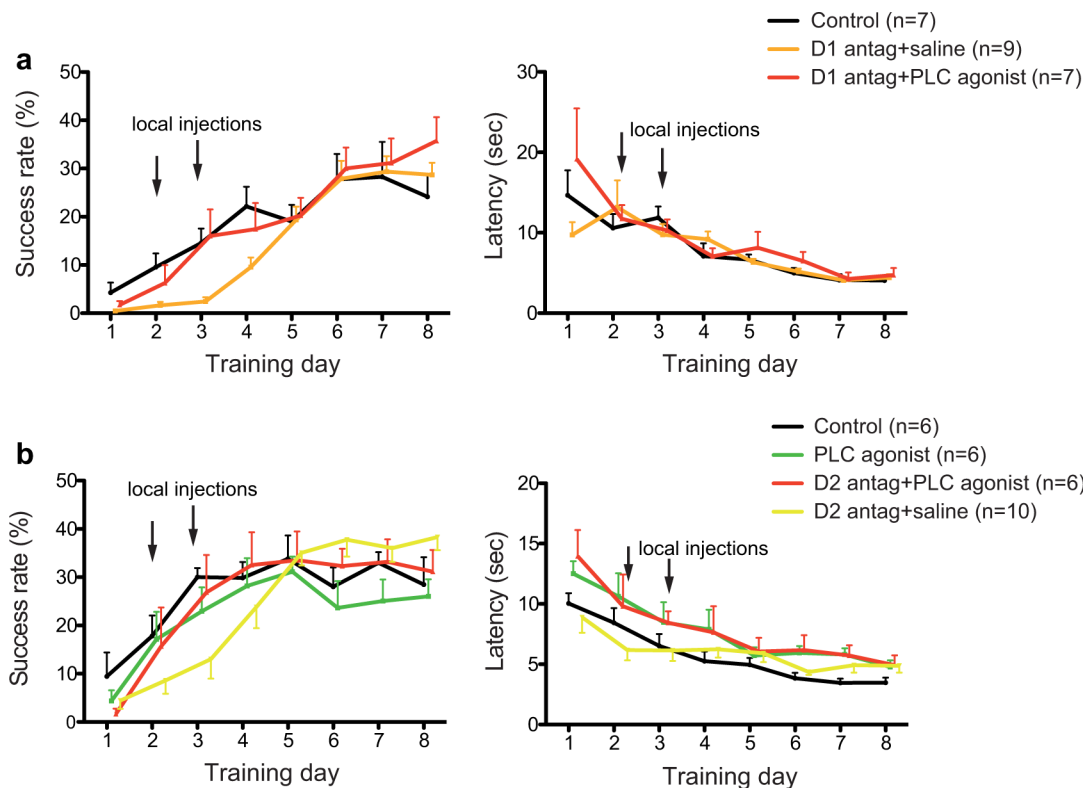 Control (n=7)
D1 antag+saline (n=9)
D1 antag+PLC agonist (n=7)
a
Success rate (%)
50
40
30
20
10
0
local injections
1 2 3 4 5 6 7 8
Training day
Latency (sec)
30
20
10
0
local injections
1 2 3 4 5 6 7 8
Training day
Control (n=6)
PLC agonist (n=6)
D2 antag+PLC agonist (n=6)
D2 antag+saline (n=10)
b
Success rate (%)
50
40
30
20
10
0
local injections
1 2 3 4 5 6 7 8
Training day
Latency (sec)
20
15
10
5
0
local injections
1 2 3 4 5 6 7 8
Training day